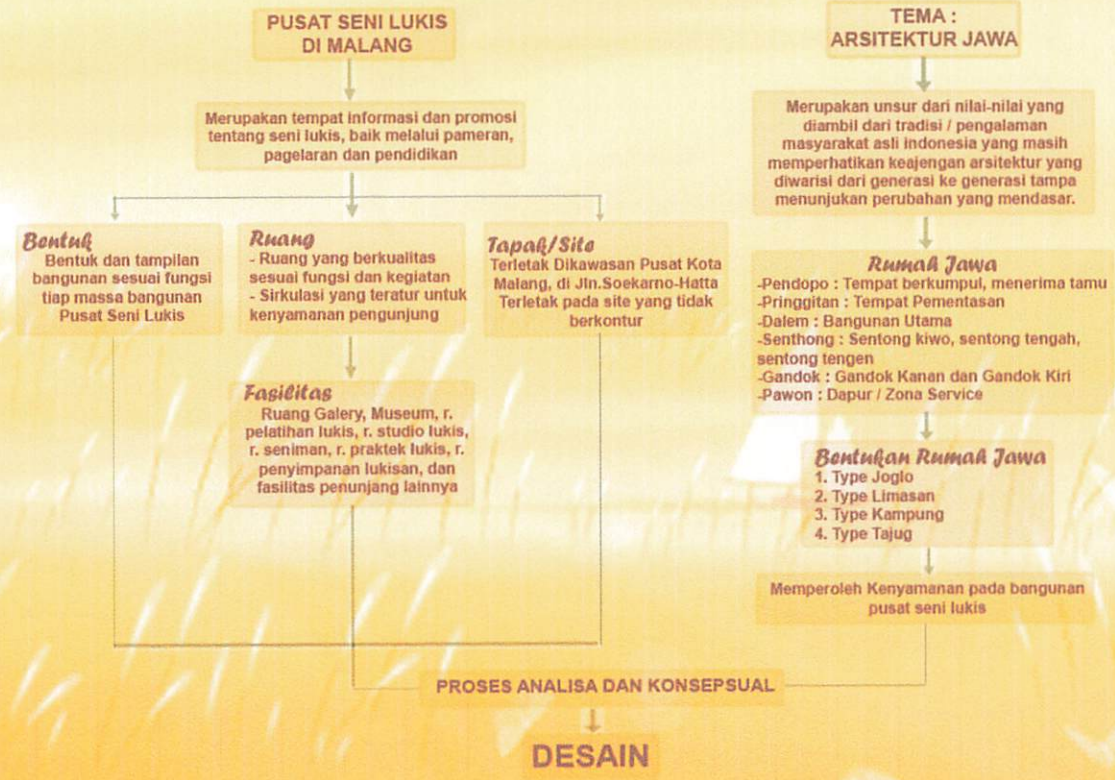 PUSAT SENI LUKIS
DI MALANG
Merupakan tempat informasi dan promosi
tentang seni lukis, baik melalui pameran,
pagelaran dan pendidikan
Bentuk
Bentuk dan tampilan
bangunan sesuai fungsi
tiap massa bangunan
Pusat Seni Lukis
Ruang
- Ruang yang berkualitas
sesuai fungsi dan kegiatan
- Sirkulasi yang teratur untuk
kenyamanan pengunjung
Tapak/Site
Terletak Dikawasan Pusat Kota
Malang, di Jln.Soekarno-Hatta
Terletak pada site yang tidak
berkontur
Fasilitas
Ruang Galery, Museum, r.
pelatihan lukis, r. studio lukis,
r. seniman, r. praktek lukis, r.
penyimpanan lukisan, dan
fasilitas penunjang lainnya
TEMA :
ARSITEKTUR JAWA
Merupakan unsur dari nilai-nilai yang
diambil dari tradisi / pengalaman
masyarakat asli indonesia yang masih
memperhatikan keajengan arsitektur yang
diwarisi dari generasi ke generasi tampa
menunjukan perubahan yang mendasar.
Rumah Jawa
-Pendopo : Tempat berkumpul, menerima tamu
-Pringgitan : Tempat Pementasan
-Dalem : Bangunan Utama
-Senthong : Sentong kiwo, sentong tengah,
sentong tengen
-Gandok : Gandok Kanan dan Gandok Kiri
-Pawon : Dapur / Zona Service
Bentukan Rumah Jawa
1. Type Joglo
2. Type Limasan
3. Type Kampung
4. Type Tajug
Memperoleh Kenyamanan pada bangunan
pusat seni lukis
PROSES ANALISA DAN KONSEPSUAL
DESAIN